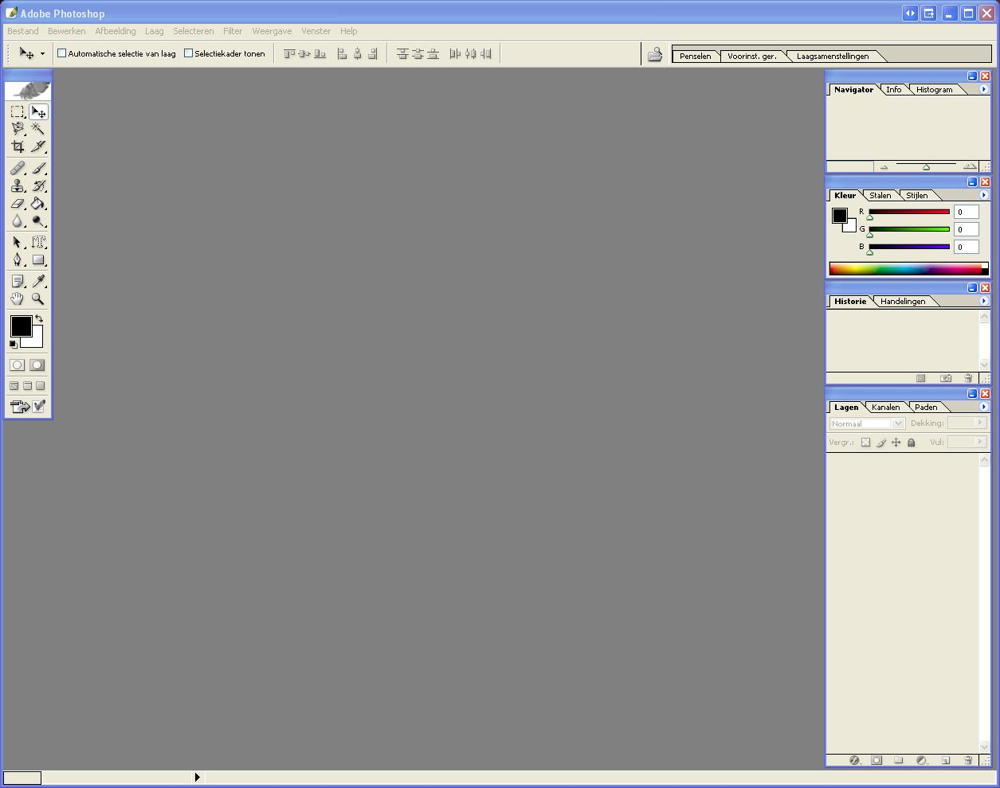 Adobe Photoshop
Bestand Bewerken Afbeelding Laag Selecteren Filter Weergave Venster Help
Automatische selectie van laag Selectiekader tonen Penselen Voorinst. ger. Laagsamenstellingen
Navigator Info Histogram
Kleur Stalen Stijlen
R 0
G 0
B 0
Historie Handelingen
Lagen Kanalen Paden
Normaal Dekking:
Vergr.: Vul: